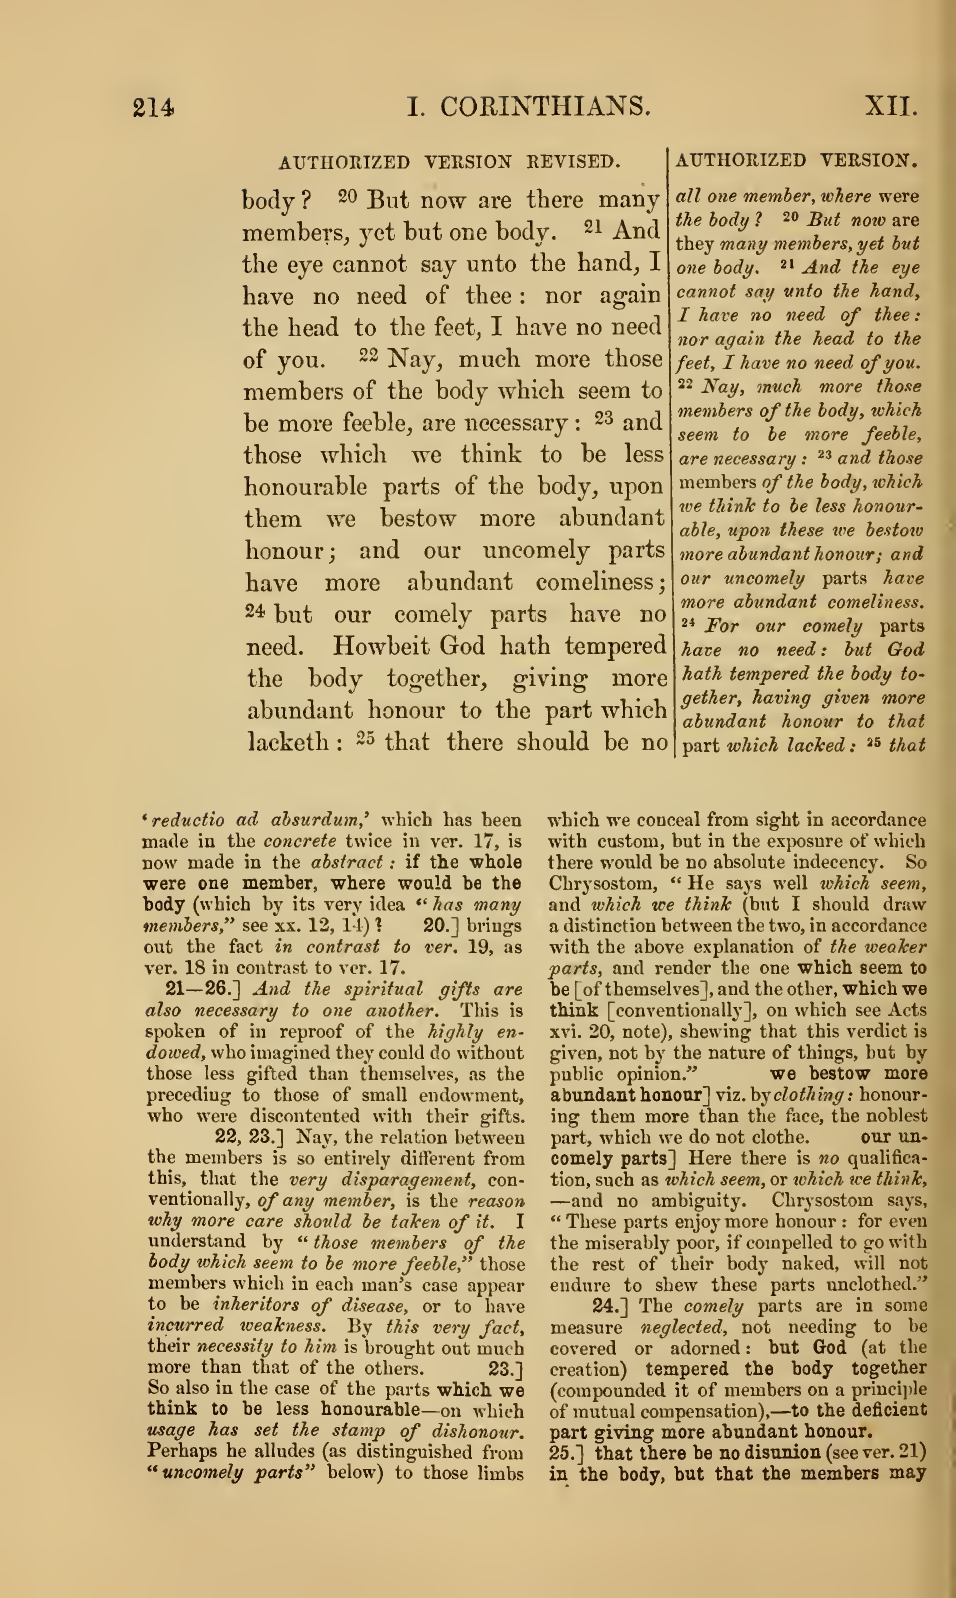 214
I. CORINTHIANS.
XII.
AUTHORIZED VERSION REVISED.
body ? 20 But now are there many
members, yet but one body. 21 And
the eye cannot say unto the hand, I
have no need of thee : nor again
the head to the feet, I have no need
of you. 22 Nay, much more those
members of the body which seem to
be more feeble, are necessary : 23 and
those which we think to be less
honourable parts of the body, upon
them we bestow more abundant
honour ; and our uncomely parts
have more abundant comeliness ;
24 but our comely parts have no
need. Howbeit God hath tempered
the body together, giving more
abundant honour to the part which
lacketh : 25 that there should be no
AUTHORIZED VERSION.
all one member, where were
the body ? 20 But now are
they many members, yet but
one body. 21 And the eye
cannot say unto the hand,
I have no need of thee :
nor again the head to the
feet, I have no need of you.
22 Nay, much more those
members of the body, which
seem to be more feeble,
are necessary : 23 and those
members of the body, which
we think to be less honour-
able, upon these we bestow
more abundant honour; and
our uncomely parts have
more abundant comeliness.
24 For our comely parts
have no need : but God
hath tempered the body to-
gether, having given more
abundant honour to that
part which lacked : 25 that
‘reductio ad absurdum,’ which has been
made in the concrete twice in ver. 17, is
now made in the abstract : if the whole
were one member, where would be the
body (which by its very idea “has many
members,” see xx. 12, 14) ? 20.] brings
out the fact in contrast to ver. 19, as
ver. 18 in contrast to ver. 17.
21—26.] And the spiritual gifts are
also necessary to one another. This is
spoken of in reproof of the highly en-
dowed, who imagined they could do without
those less gifted than themselves, as the
preceding to those of small endowment,
who were discontented with their gifts.
22, 23.] Nay, the relation between
the members is so entirely different from
this, that the very disparagement, con-
ventionally, of any member, is the reason
why more care should be taken of it. I
understand by “those members of the
body which seem to be more feeble,” those
members which in each man's case appear
to be inheritors of disease, or to have
incurred weakness. By this very fact,
their necessity to him is brought out much
more than that of the others. 23.]
So also in the case of the parts which we
think to be less honourable—on which
usage has set the stamp of dishonour.
Perhaps he alludes (as distinguished from
“uncomely parts” below) to those limbs
which we conceal from sight in accordance
with custom, but in the exposure of which
there would be no absolute indecency. So
Chrysostom, “He says well which seem,
and which we think (but I should draw
a distinction between the two, in accordance
with the above explanation of the weaker
parts, and render the one which seem to
be [of themselves], and the other, which we
think [conventionally], on which see Acts
xvi. 20, note), shewing that this verdict is
given, not by the nature of things, but by
public opinion.” we bestow more
abundant honour] viz. by clothing : honour-
ing them more than the face, the noblest
part, which we do not clothe. our un-
comely parts] Here there is no qualifica-
tion, such as which seem, or which we think,
—and no ambiguity. Chrysostom says,
“These parts enjoy more honour : for even
the miserably poor, if compelled to go with
the rest of their body naked, will not
endure to shew these parts unclothed.”
24.] The comely parts are in some
measure neglected, not needing to be
covered or adorned : but God (at the
creation) tempered the body together
(compounded it of members on a principle
of mutual compensation),—to the deficient
part giving more abundant honour.
25.] that there be no disunion (see ver. 21)
in the body, but that the members may